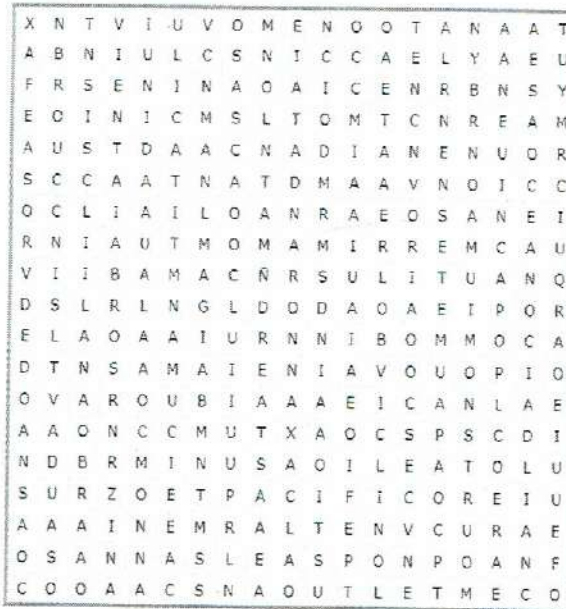 X N T V I U V O M E N O O T A N A A T
A B N I U L C S N I C C A E L Y A E U
F R S E N I N A O A I C E N R B N S Y
E O I N I C M S L T O M T C N R E A M
A U S T D A A C N A D I A N E N U O R
S C C A A T N A T D M A A V N O I C C
O C L I A I L O A N R A E O S A N E I
R N I A U T M O M A M I R R E M C A U
V I I B A M A C Ñ R S U L I T U A N Q
D S L R L N G L D O D A O A E I P O R
E L A O A A I U R N N I B O M M O C A
D T N S A M A I E N I A V O U O P I O
O V A R O U B I A A A E I C A N L A E
A A O N C C M U T X A O C S P S C D I
N D B R M I N U S A O I L E A T O L U
S U R Z O E T P A C I F I C O R E I U
A A A I N E M R A L T E N V C U R A E
O S A N N A S L E A S P O N P O A N F
C O O A A C S N A O U T L E T M E C O